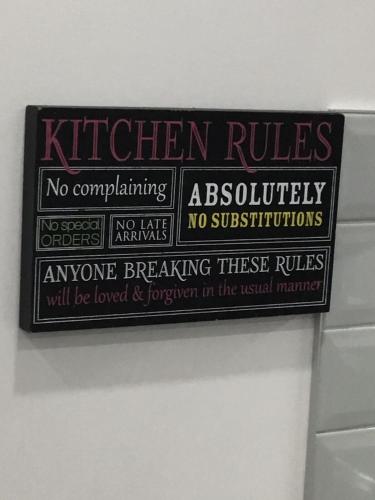 KITCHEN RULES
No complaining
ABSOLUTELY
NO SUBSTITUTIONS
No special
ORDERS
NO LATE
ARRIVALS
ANYONE BREAKING THESE RULES
will be loved & forgiven in the usual manner